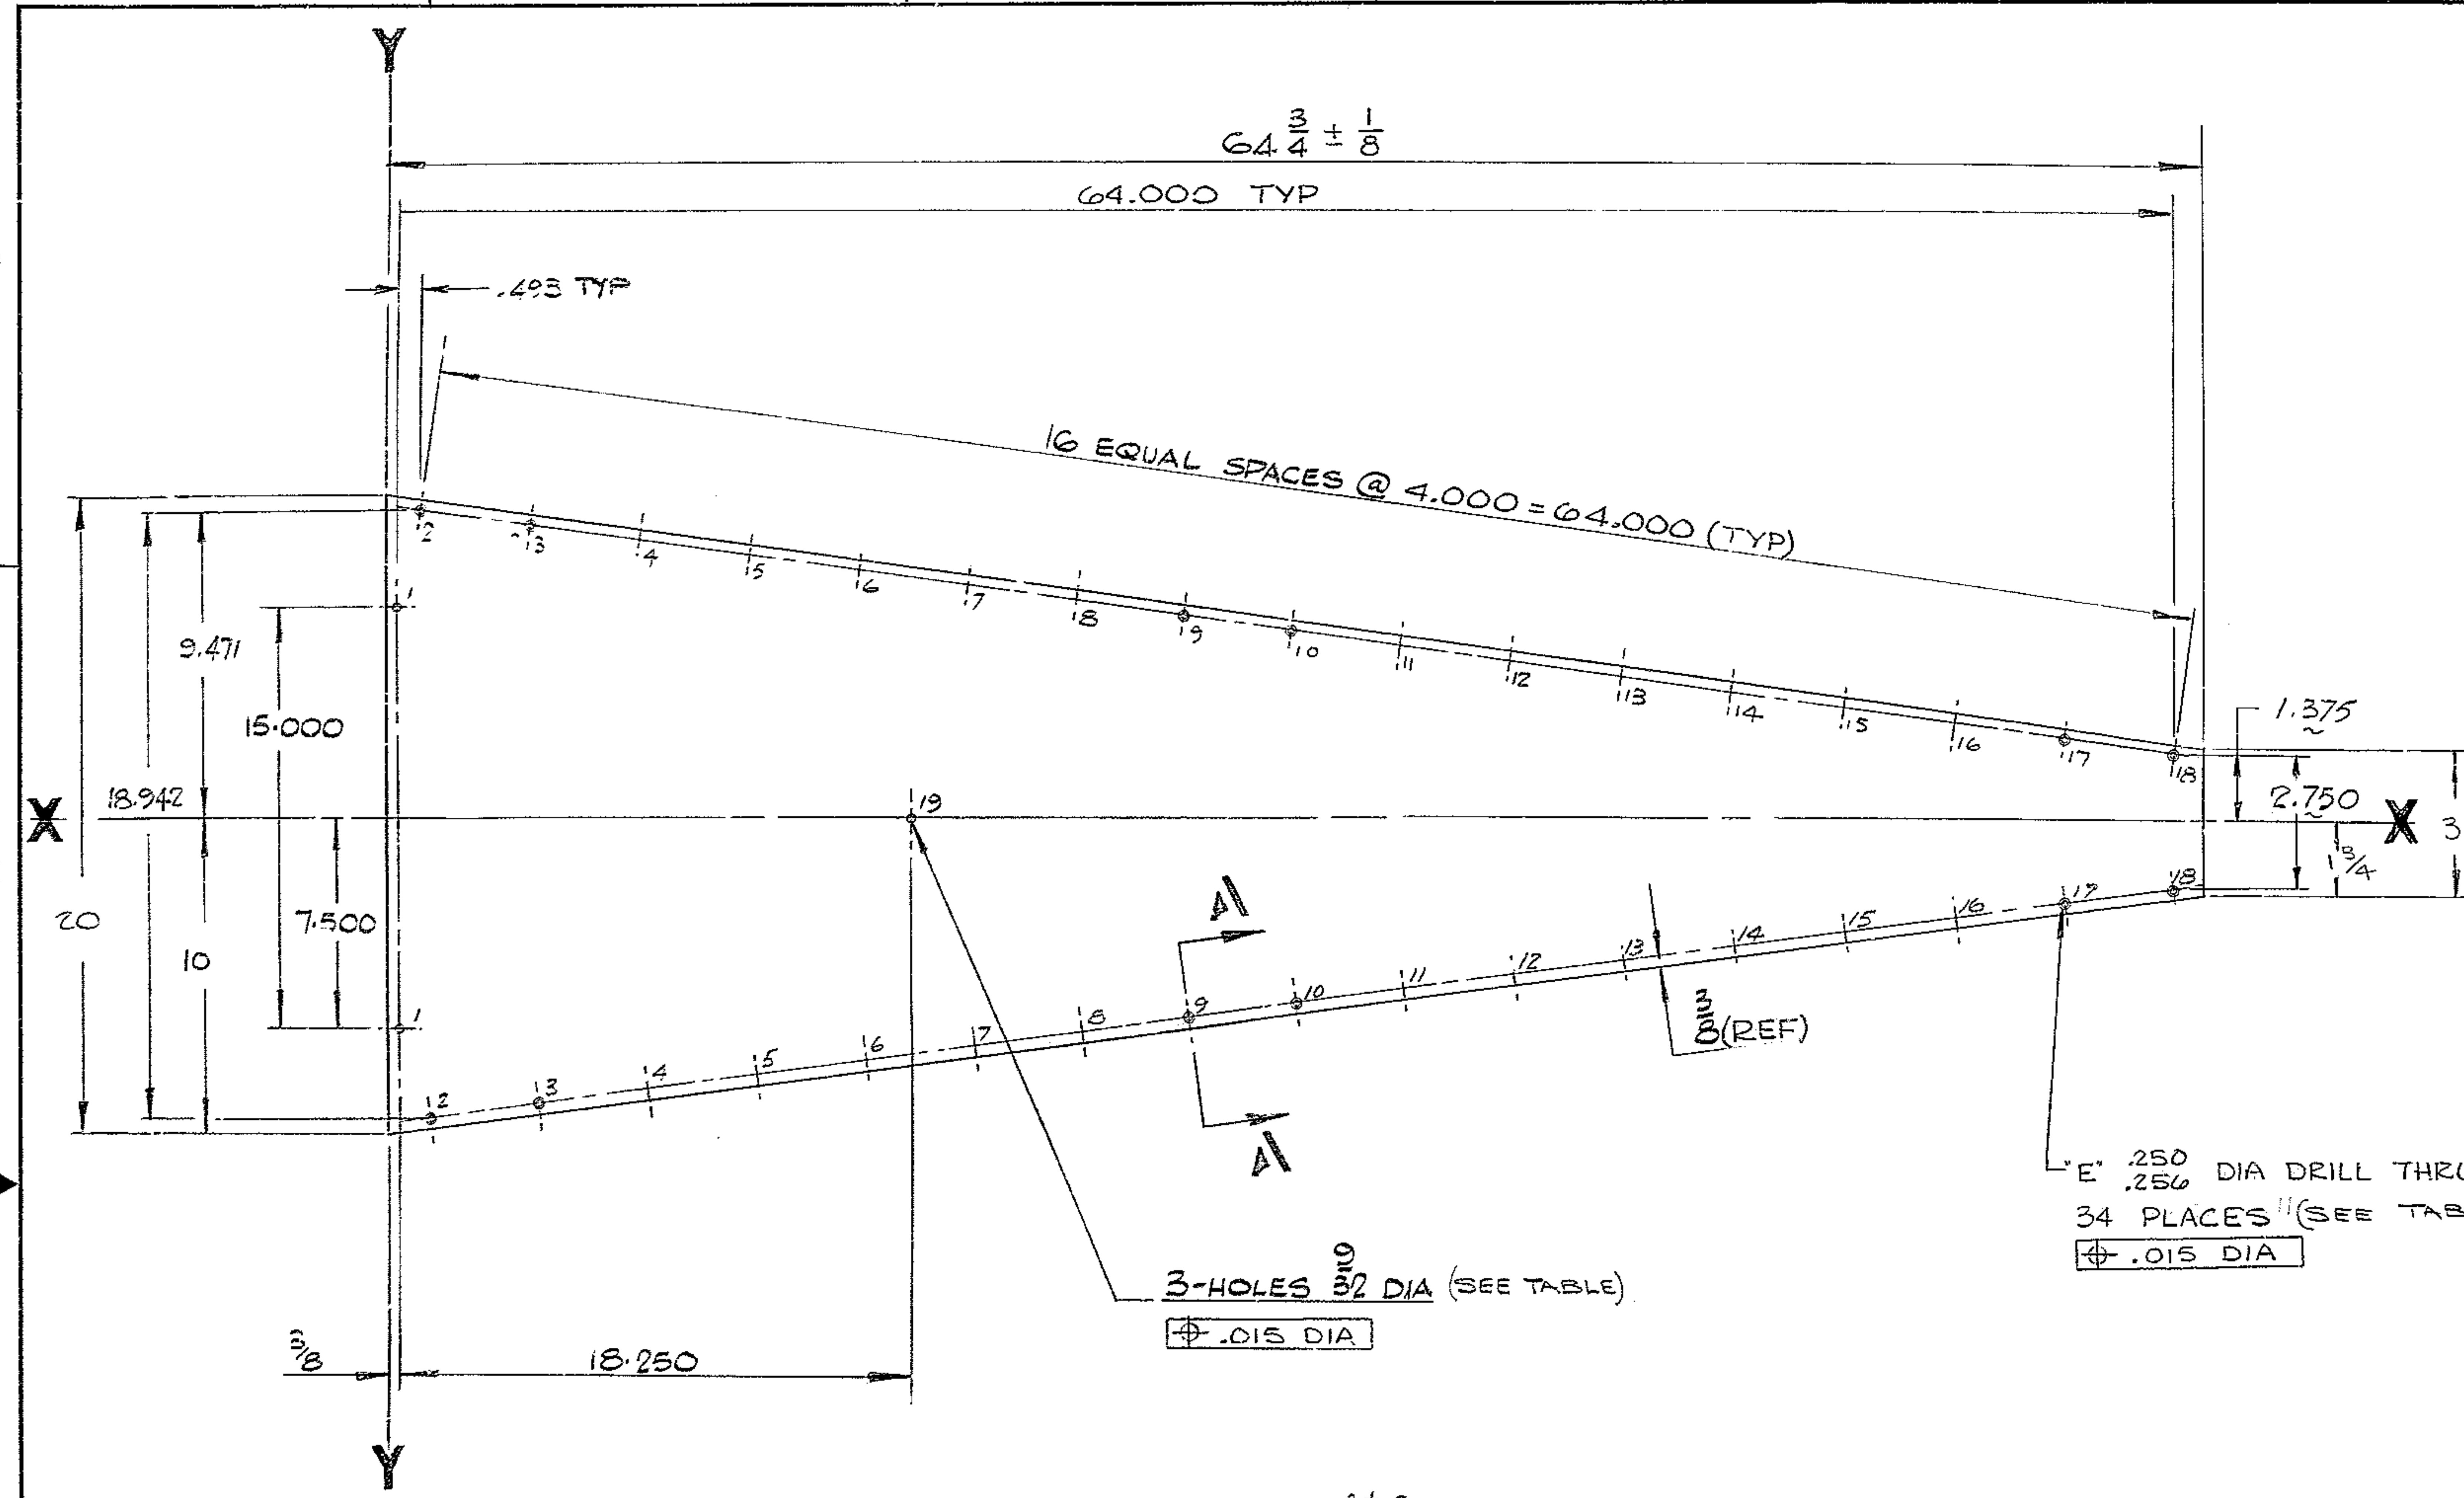 Y
64 3/4 ± 1/8
64.000 TYP
.493 TYP
16 EQUAL SPACES @ 4.000 = 64.000 (TYP)
2 3 4 5 6 7 8 9 10 11 12 13 14 15 16 17 18
1
9.471
15.000
18.942
20
10
7.500
X
19
1.375
2.750
X
3
A
1
2 3 4 5 6 7 8 9 10 11 12 13 14 15 16 17 18
3/8 (REF)
A
"E" .250 .256 DIA DRILL THRU
34 PLACES (SEE TAB
⌖ .015 DIA
3-HOLES 9/32 DIA (SEE TABLE)
⌖ .015 DIA
3/8
18.250
Y